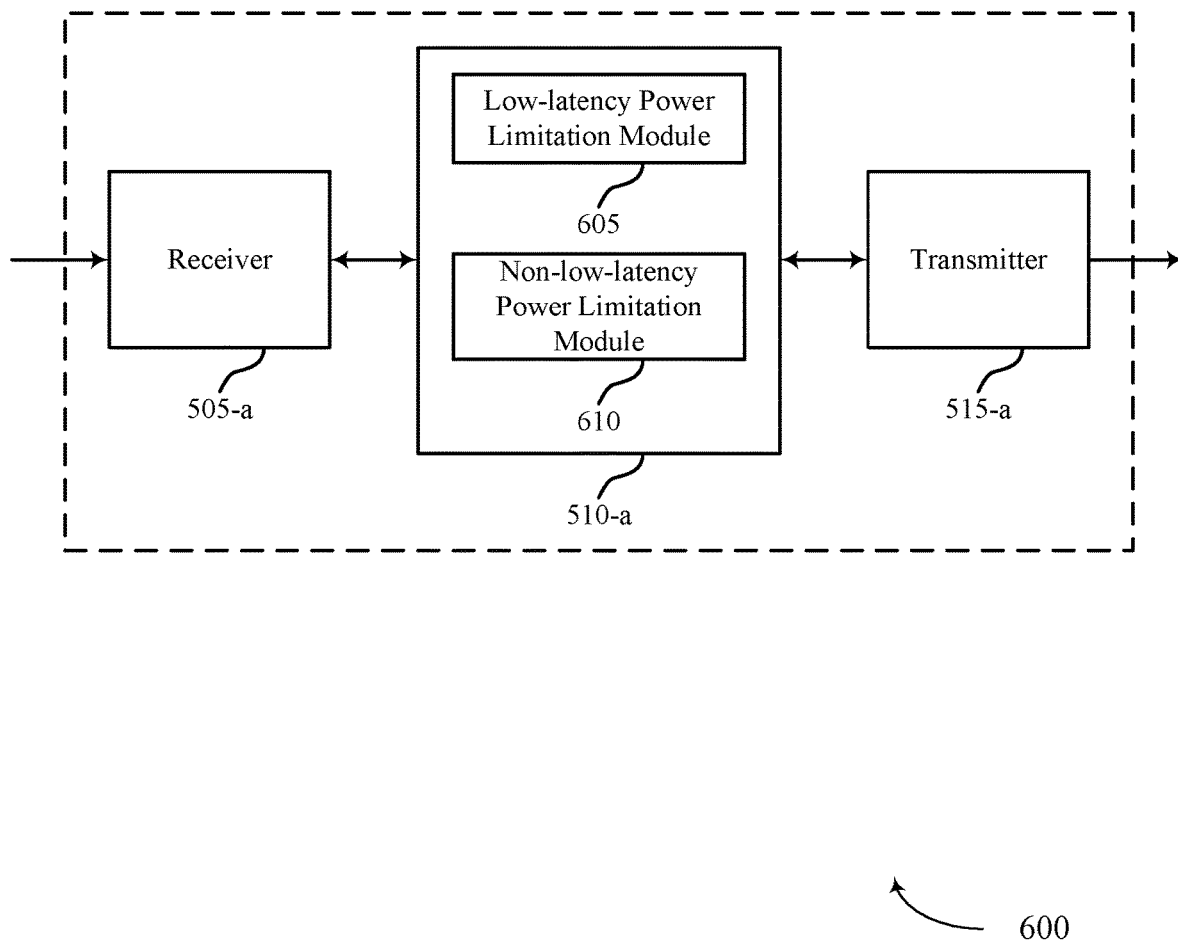 Low-latency Power
Limitation Module
605
Receiver
Non-low-latency
Power Limitation
Module
Transmitter
505-a
610
515-a
510-a
600